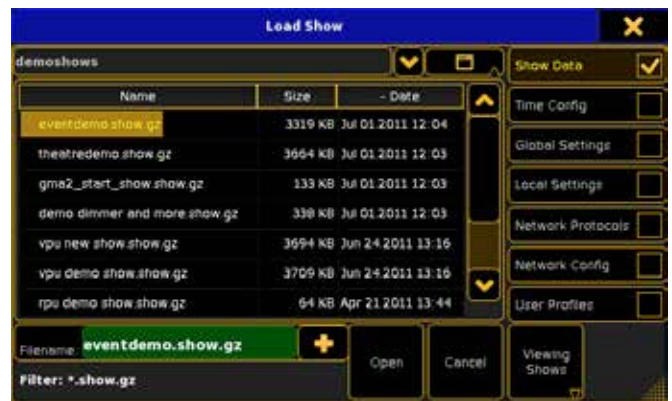 Load Show
demoshows
Name Size - Date
eventdemo.show.gz 3319 KB Jul 01.2011 12:04
theatredemo.show.gz 3664 KB Jul 01.2011 12:03
gma2_start_show.show.gz 133 KB Jul 01.2011 12:03
demo dimmer and more.show.gz 338 KB Jul 01.2011 12:03
vpu new show.show.gz 3694 KB Jun 24.2011 13:16
vpu demo show.show.gz 3709 KB Jun 24.2011 13:16
rpu demo show.show.gz 64 KB Apr 21.2011 13:44
Show Data
Time Config
Global Settings
Local Settings
Network Protocols
Network Config
User Profiles
Filename eventdemo.show.gz
Filter: *.show.gz
Open
Cancel
Viewing
Shows